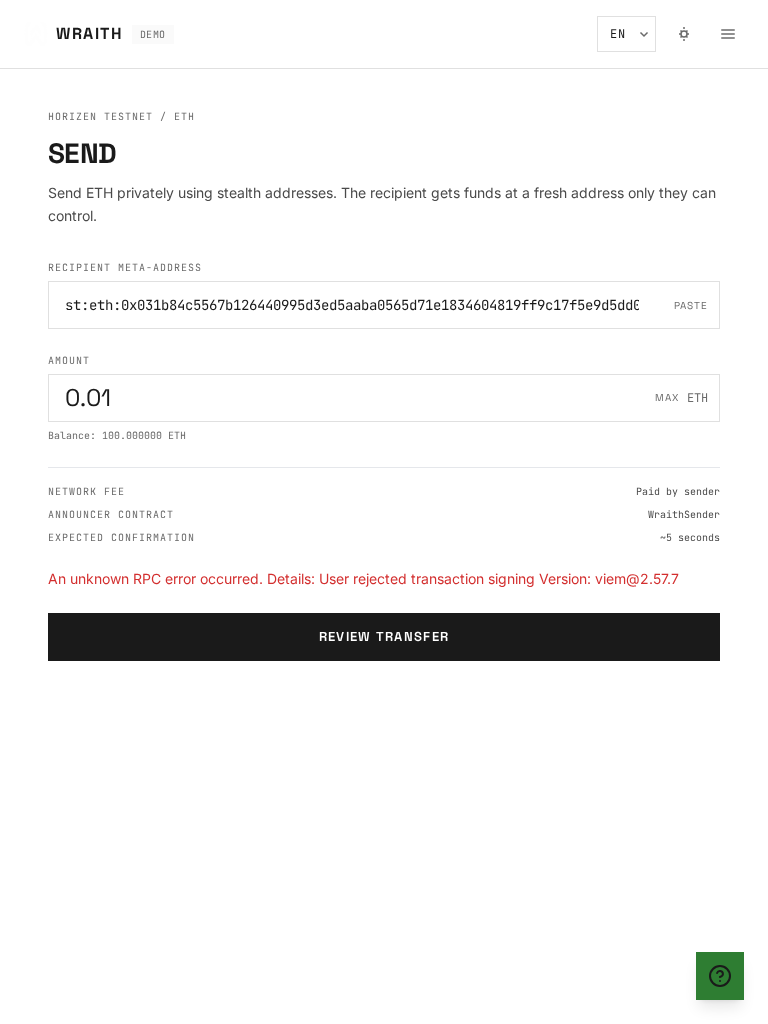 WRAITH DEMO EN
HORIZEN TESTNET / ETH
SEND
Send ETH privately using stealth addresses. The recipient gets funds at a fresh address only they can
control.
RECIPIENT META-ADDRESS
st:eth:0x031b84c5567b126440995d3ed5aaba0565d71e1834604819ff9c17f5e9d5dd0 PASTE
AMOUNT
0.01 MAX ETH
Balance: 100.000000 ETH
NETWORK FEE Paid by sender
ANNOUNCER CONTRACT WraithSender
EXPECTED CONFIRMATION ~5 seconds
An unknown RPC error occurred. Details: User rejected transaction signing Version: viem@2.57.7
REVIEW TRANSFER